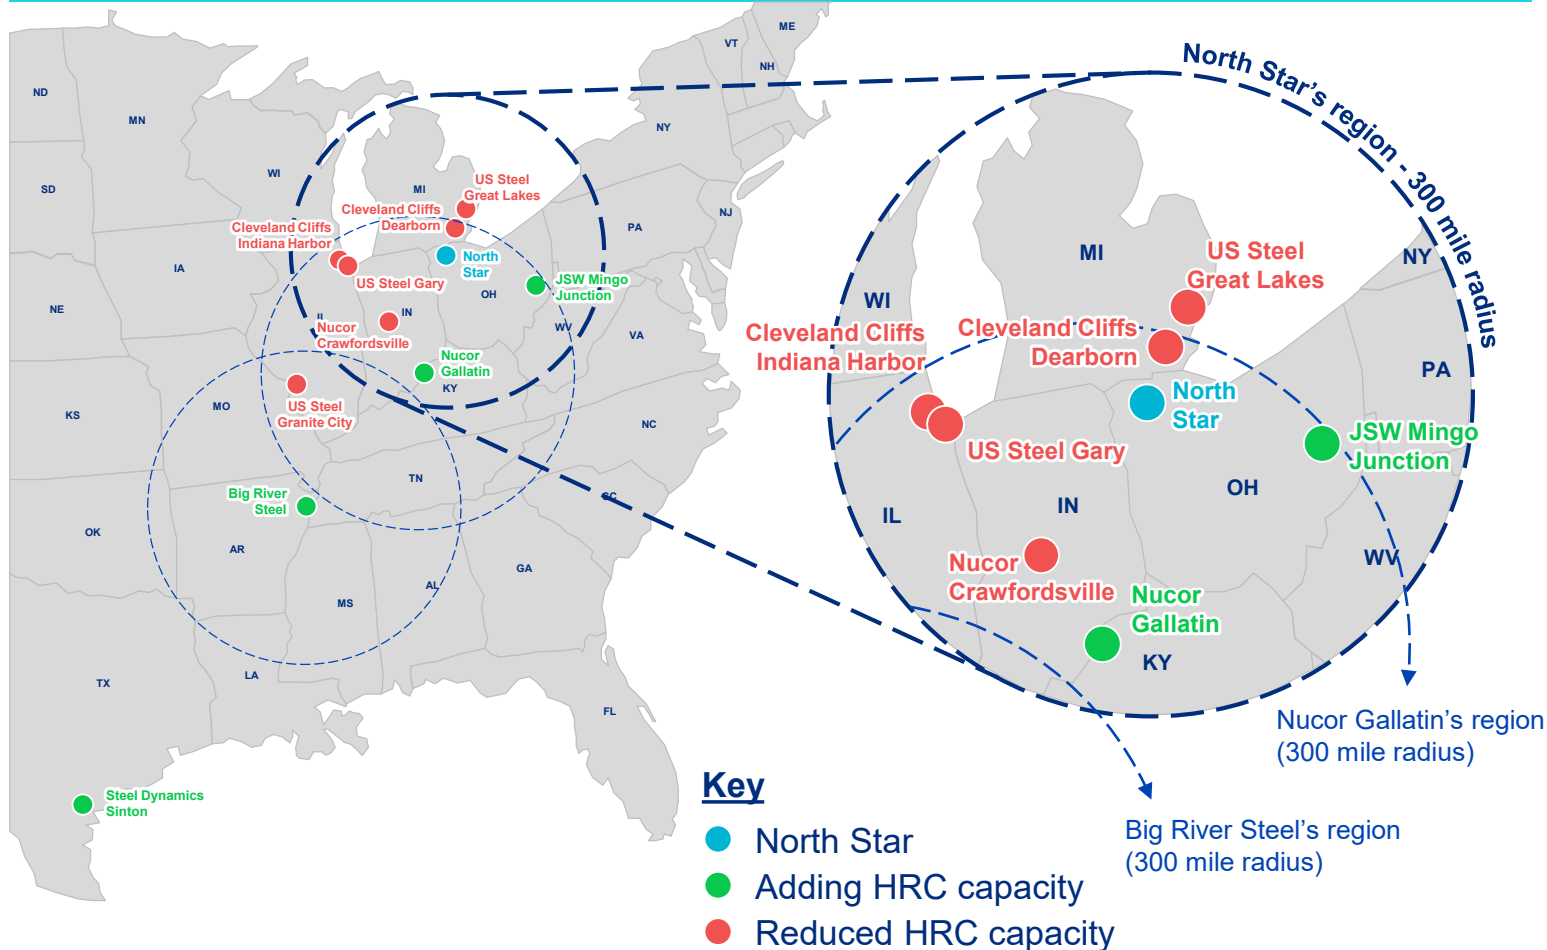 ME
VT
NH
ND
MN
NY
WI
SD
MI
US Steel
Great Lakes
Cleveland Cliffs
Dearborn
NJ
PA
Cleveland Cliffs
Indiana Harbor
North
Star
IA
US Steel Gary
JSW Mingo
Junction
OH
NE
IL
IN
Nucor
Crawfordsville
WV
VA
Nucor
Gallatin
KY
KS
MO
US Steel
Granite City
NC
TN
Big River
Steel
SC
OK
AR
GA
AL
MS
LA
TX
FL
Steel Dynamics
Sinton
North Star's region - 300 mile radius
MI
US Steel
Great Lakes
NY
WI
Cleveland Cliffs
Indiana Harbor
Cleveland Cliffs
Dearborn
PA
North
Star
US Steel Gary
JSW Mingo
Junction
OH
IN
IL
WV
Nucor
Crawfordsville
Nucor
Gallatin
KY
Nucor Gallatin's region
(300 mile radius)
Big River Steel's region
(300 mile radius)
Key
North Star
Adding HRC capacity
Reduced HRC capacity